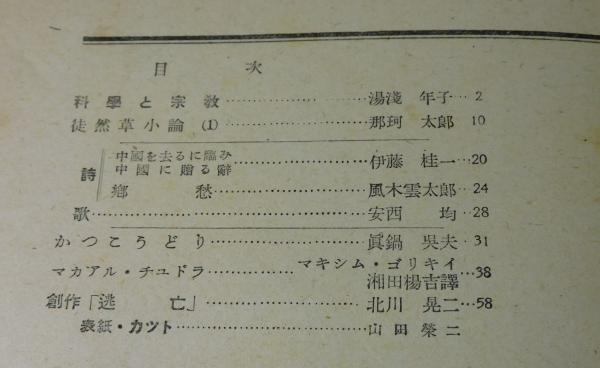 目次
科學と宗教……………湯淺年子…2
徒然草小論(1)……………那珂太郎 10
詩 中國を去るに臨み
中國に贈る辭……………伊藤桂一…20
鄕愁……………風木雲太郎…24
歌……………安西均…28
かつこうどり……………眞鍋呉夫…31
マカアル・チュドラ……………マキシム・ゴリキイ
湘田楊吉譯…38
創作「逃亡」……………北川晃二…58
表紙・カツト……………山田榮二